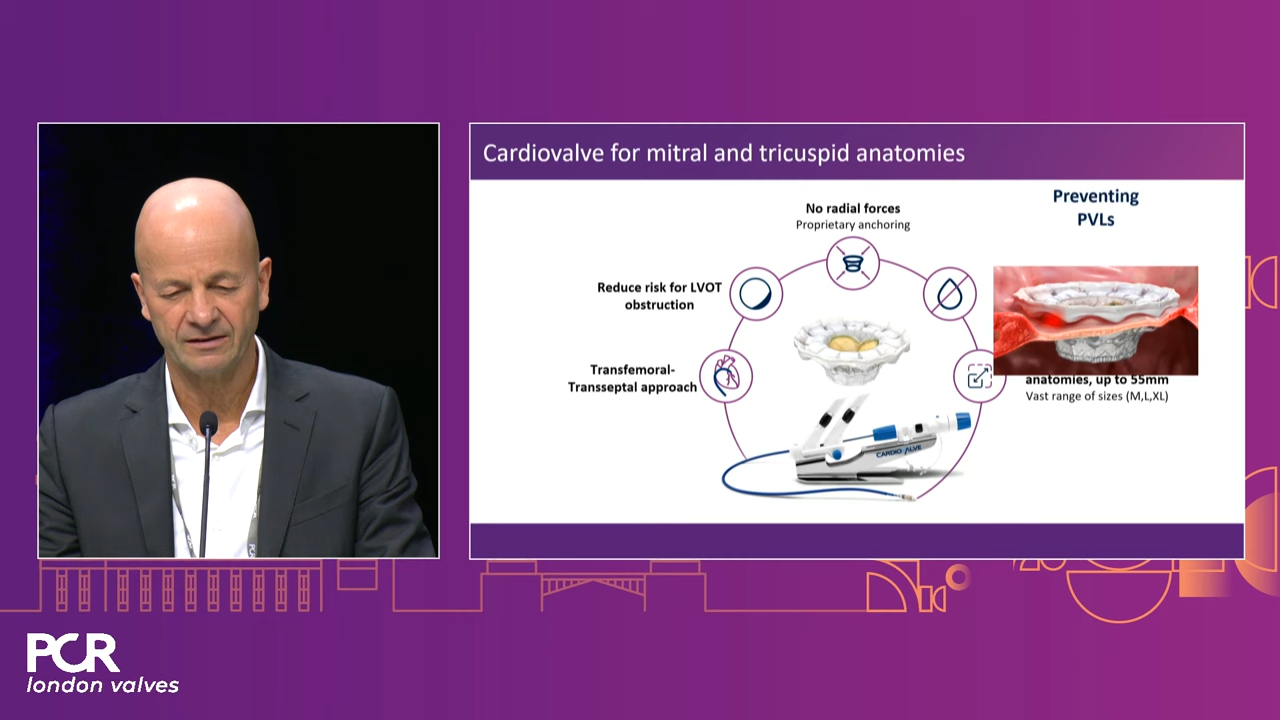 Cardiovalve for mitral and tricuspid anatomies
Preventing
PVLs
No radial forces
Proprietary anchoring
Reduce risk for LVOT
obstruction
Transfemoral-
Transseptal approach
anatomies, up to 55mm
Vast range of sizes (M,L,XL)
CARDIOVALVE
PCR
london valves